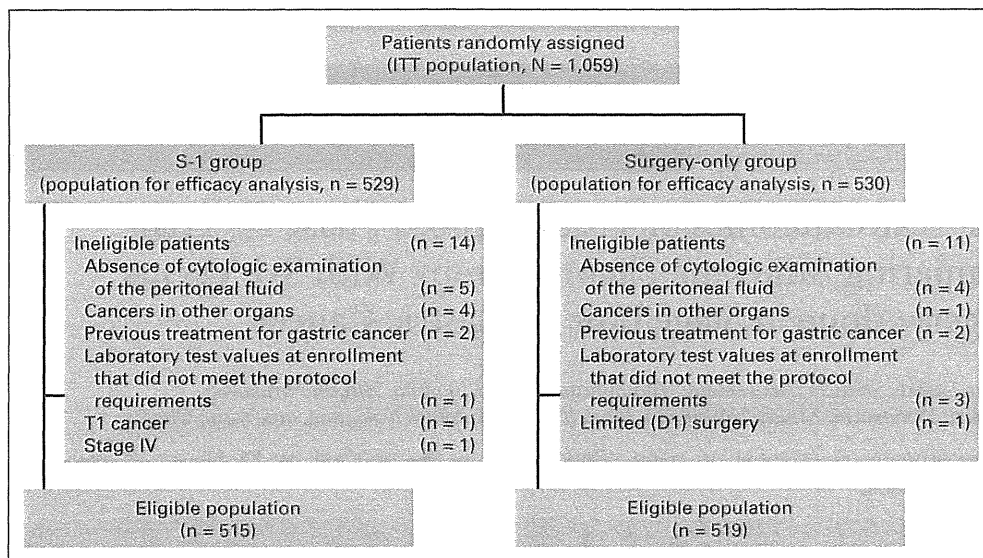 Patients randomly assigned
(ITT population, N = 1,059)
S-1 group
(population for efficacy analysis, n = 529)
Ineligible patients (n = 14)
Absence of cytologic examination
of the peritoneal fluid (n = 5)
Cancers in other organs (n = 4)
Previous treatment for gastric cancer (n = 2)
Laboratory test values at enrollment
that did not meet the protocol
requirements (n = 1)
T1 cancer (n = 1)
Stage IV (n = 1)
Eligible population
(n = 515)
Surgery-only group
(population for efficacy analysis, n = 530)
Ineligible patients (n = 11)
Absence of cytologic examination
of the peritoneal fluid (n = 4)
Cancers in other organs (n = 1)
Previous treatment for gastric cancer (n = 2)
Laboratory test values at enrollment
that did not meet the protocol
requirements (n = 3)
Limited (D1) surgery (n = 1)
Eligible population
(n = 519)